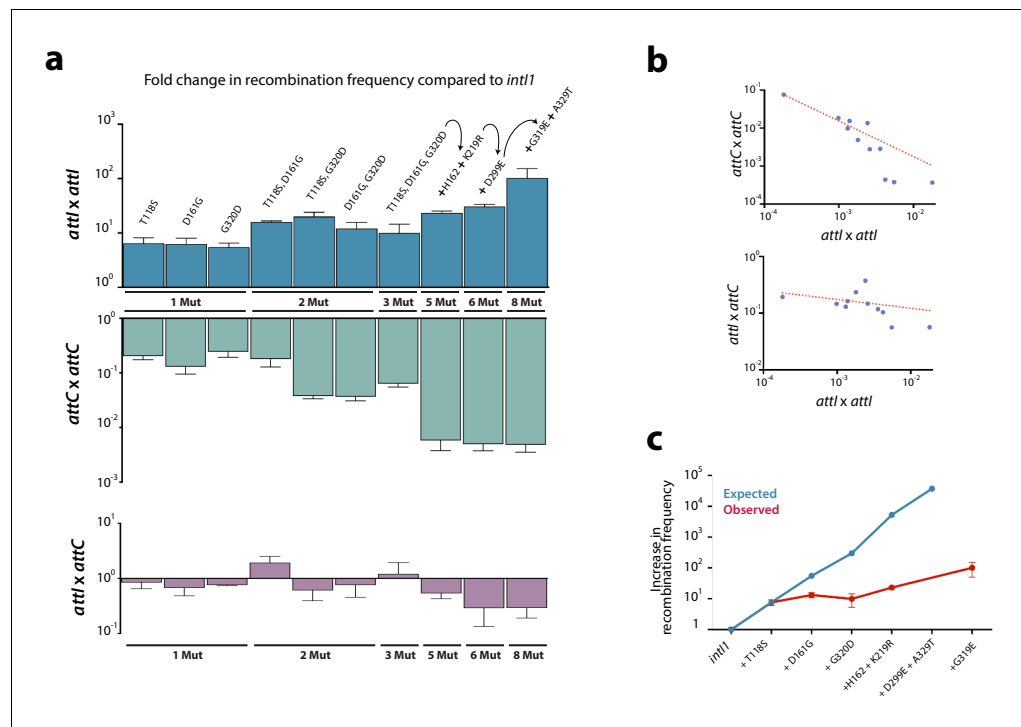 a
Fold change in recombination frequency compared to intI1
attI x attI
10³
10²
10¹
10⁰
T118S
D161G
G320D
T118S, D161G
T118S, G320D
D161G, G320D
T118S, D161G, G320D
+H162 + K219R
+ D299E
+G319E + A329T
1 Mut
2 Mut
3 Mut
5 Mut
6 Mut
8 Mut
attC x attC
10⁰
10⁻¹
10⁻²
10⁻³
attI x attC
10¹
10⁰
10⁻¹
1 Mut
2 Mut
3 Mut
5 Mut
6 Mut
8 Mut
b
attC x attC
10⁻¹
10⁻²
10⁻³
10⁻⁴
10⁻⁴
10⁻³
10⁻²
attI x attI
attI x attC
10⁰
10⁻¹
10⁻²
10⁻⁴
10⁻³
10⁻²
attI x attI
c
Increase in
recombination frequency
10⁵
10⁴
10³
10²
10¹
1
Expected
Observed
intI1
+ T118S
+ D161G
+ G320D
+H162 + K219R
+ D299E + A329T
+G319E